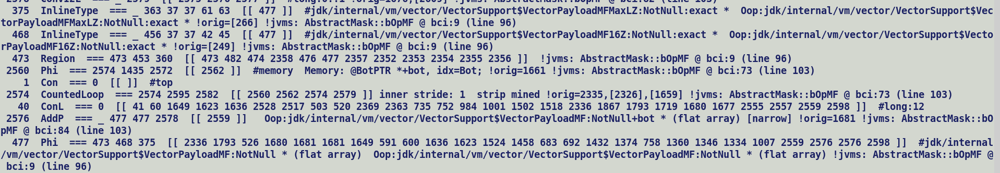 375  InlineType  === _ 363 37 37 61 63  [[ 477 ]]  #jdk/internal/vm/vector/VectorSupport$VectorPayloadMFMaxLZ:NotNull:exact *  Oop:jdk/internal/vm/vector/VectorSupport$Vec
torPayloadMFMaxLZ:NotNull:exact * !orig=[266] !jvms: AbstractMask::bOpMF @ bci:9 (line 96)
468  InlineType  === _ 456 37 37 42 45  [[ 477 ]]  #jdk/internal/vm/vector/VectorSupport$VectorPayloadMF16Z:NotNull:exact *  Oop:jdk/internal/vm/vector/VectorSupport$Vecto
rPayloadMF16Z:NotNull:exact * !orig=[249] !jvms: AbstractMask::bOpMF @ bci:9 (line 96)
473  Region  === 473 453 360  [[ 473 482 474 2358 476 477 2357 2352 2353 2354 2355 2356 ]]  !jvms: AbstractMask::bOpMF @ bci:9 (line 96)
2560  Phi  === 2574 1435 2572  [[ 2562 ]]  #memory  Memory: @BotPTR *+bot, idx=Bot; !orig=1661 !jvms: AbstractMask::bOpMF @ bci:73 (line 103)
1  Con  === 0  [[ ]]  #top
2574  CountedLoop  === 2574 2595 2582  [[ 2560 2562 2574 2579 ]] inner stride: 1  strip mined !orig=2335,[2326],[1659] !jvms: AbstractMask::bOpMF @ bci:73 (line 103)
40  ConL  === 0  [[ 41 60 1649 1623 1636 2528 2517 503 520 2369 2363 735 752 984 1001 1502 1518 2336 1867 1793 1719 1680 1677 2555 2557 2559 2598 ]]  #long:12
2576  AddP  === _ 477 477 2578  [[ 2559 ]]   Oop:jdk/internal/vm/vector/VectorSupport$VectorPayloadMF:NotNull+bot * (flat array) [narrow] !orig=1681 !jvms: AbstractMask::bO
pMF @ bci:84 (line 103)
477  Phi  === 473 468 375  [[ 2336 1793 526 1680 1681 1681 1649 591 600 1636 1623 1524 1458 683 692 1432 1374 758 1360 1346 1334 1007 2559 2576 2576 2598 ]]  #jdk/internal
/vm/vector/VectorSupport$VectorPayloadMF:NotNull * (flat array)  Oop:jdk/internal/vm/vector/VectorSupport$VectorPayloadMF:NotNull * (flat array) !jvms: AbstractMask::bOpMF @
bci:9 (line 96)